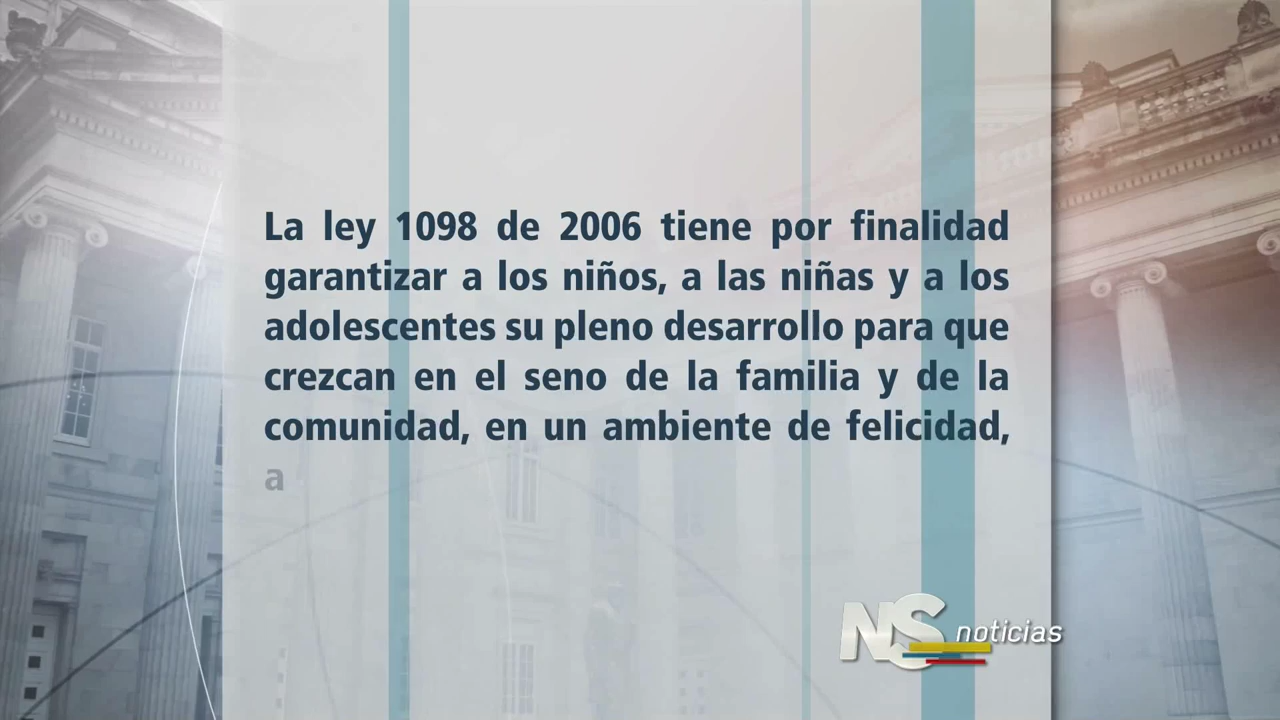 La ley 1098 de 2006 tiene por finalidad
garantizar a los niños, a las niñas y a los
adolescentes su pleno desarrollo para que
crezcan en el seno de la familia y de la
comunidad, en un ambiente de felicidad,
a
NS noticias